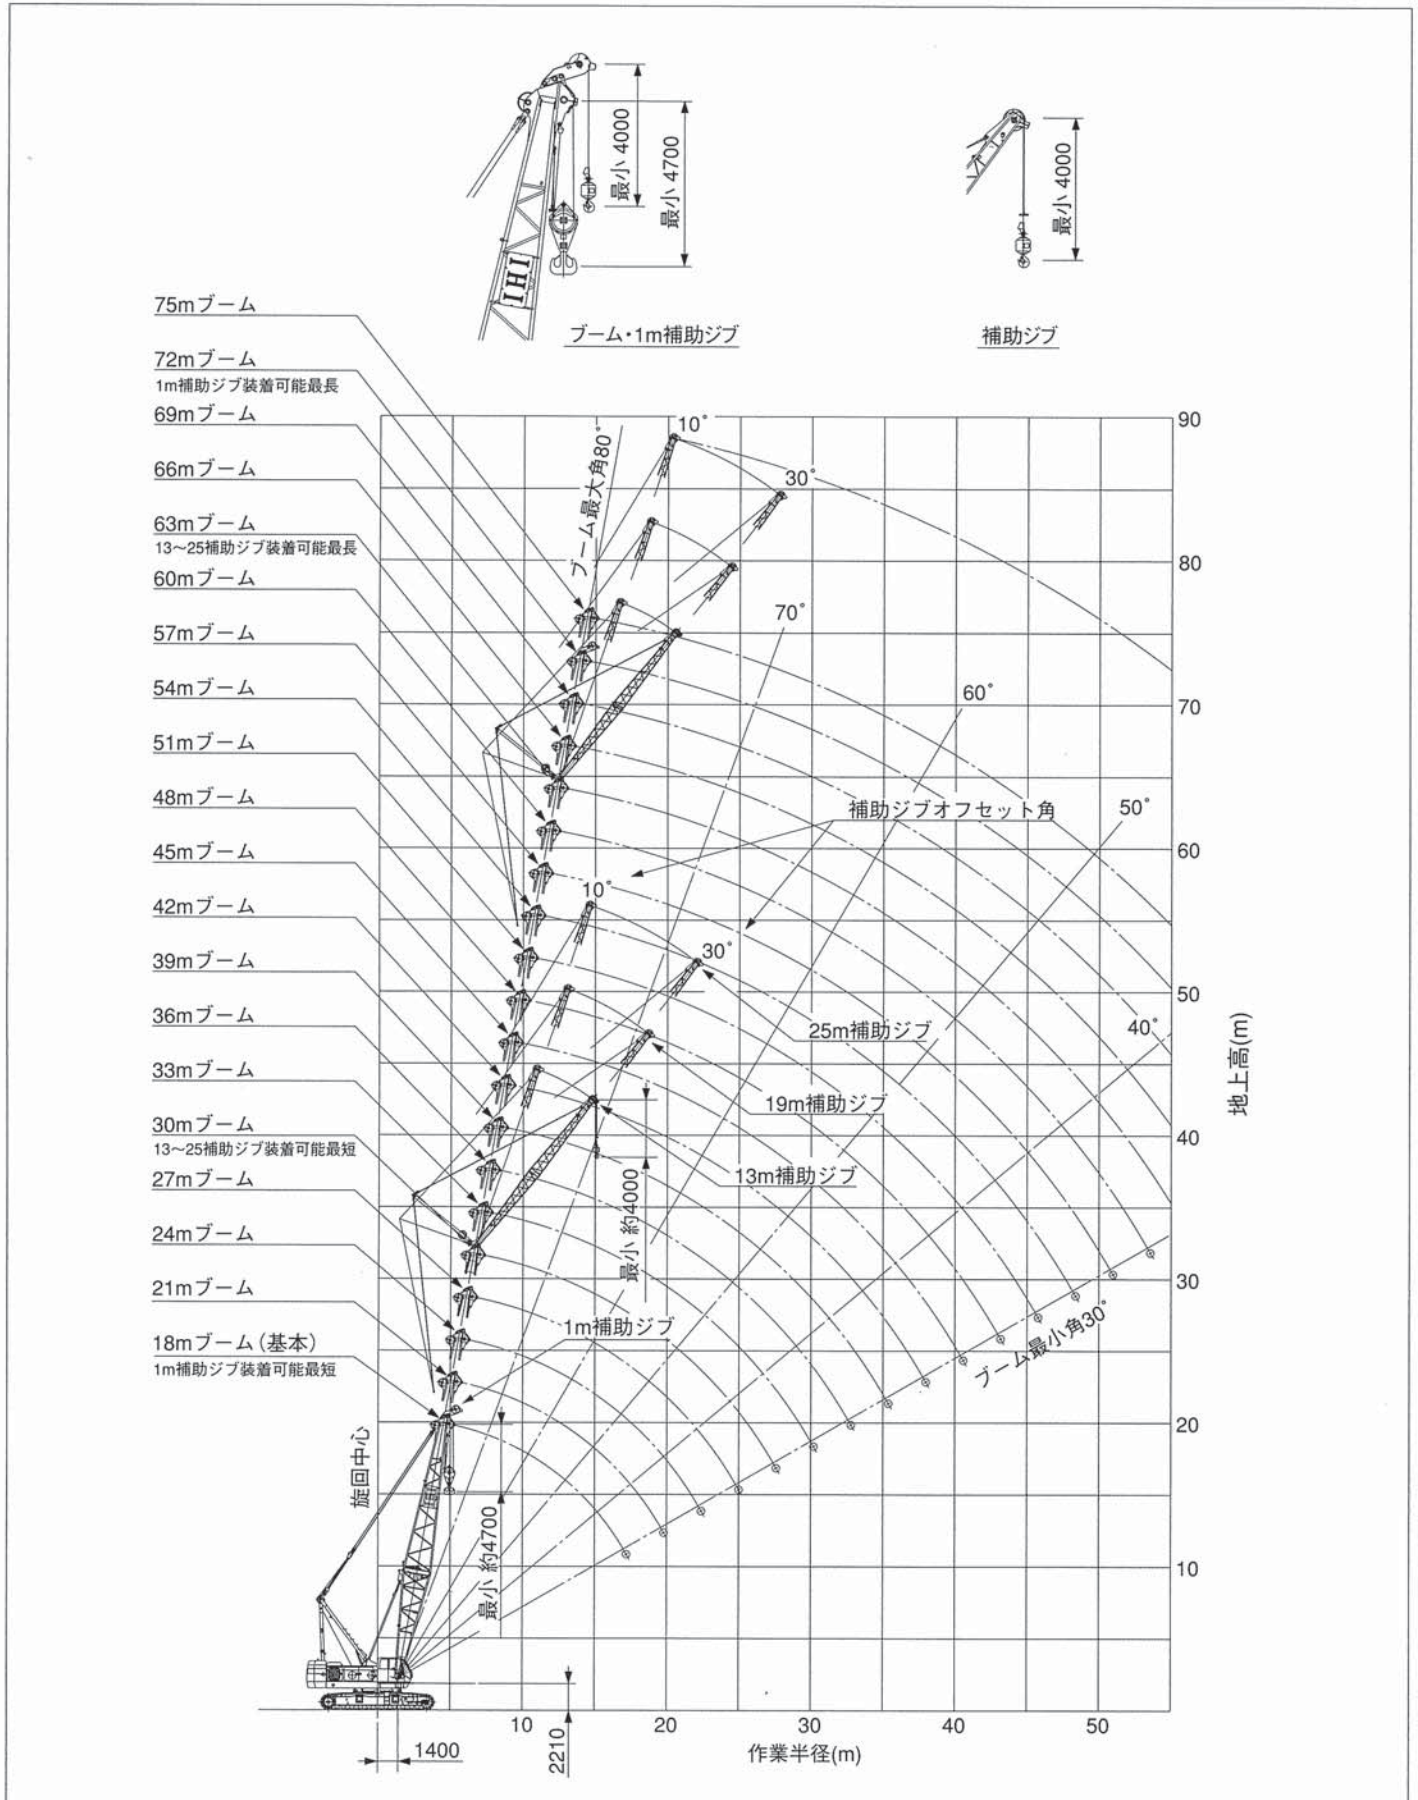 最小 4000
最小 4700
IHI
ブーム・1m補助ジブ
最小 4000
補助ジブ
75mブーム
72mブーム
1m補助ジブ装着可能最長
69mブーム
66mブーム
63mブーム
13～25補助ジブ装着可能最長
60mブーム
57mブーム
54mブーム
51mブーム
48mブーム
45mブーム
42mブーム
39mブーム
36mブーム
33mブーム
30mブーム
13～25補助ジブ装着可能最短
27mブーム
24mブーム
21mブーム
18mブーム(基本)
1m補助ジブ装着可能最短
ブーム最大角80°
10°
30°
70°
60°
50°
40°
補助ジブオフセット角
10°
30°
25m補助ジブ
19m補助ジブ
13m補助ジブ
最小 約4000
1m補助ジブ
ブーム最小角30°
旋回中心
最小 約4700
90
80
70
60
50
40
30
20
10
地上高(m)
10
20
30
40
50
作業半径(m)
1400
2210